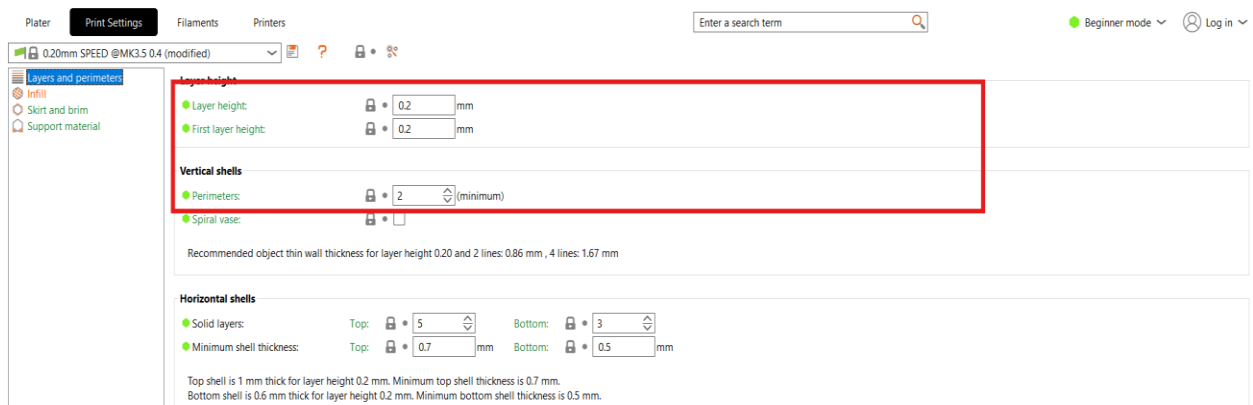 Plater Print Settings Filaments Printers Enter a search term Beginner mode Log in
0.20mm SPEED @MK3.5 0.4 (modified) ?
Layers and perimeters
Infill
Skirt and brim
Support material
Layer height
Layer height: 0.2 mm
First layer height: 0.2 mm
Vertical shells
Perimeters: 2 (minimum)
Spiral vase:
Recommended object thin wall thickness for layer height 0.20 and 2 lines: 0.86 mm , 4 lines: 1.67 mm
Horizontal shells
Solid layers: Top: 5 Bottom: 3
Minimum shell thickness: Top: 0.7 mm Bottom: 0.5 mm
Top shell is 1 mm thick for layer height 0.2 mm. Minimum top shell thickness is 0.7 mm.
Bottom shell is 0.6 mm thick for layer height 0.2 mm. Minimum bottom shell thickness is 0.5 mm.